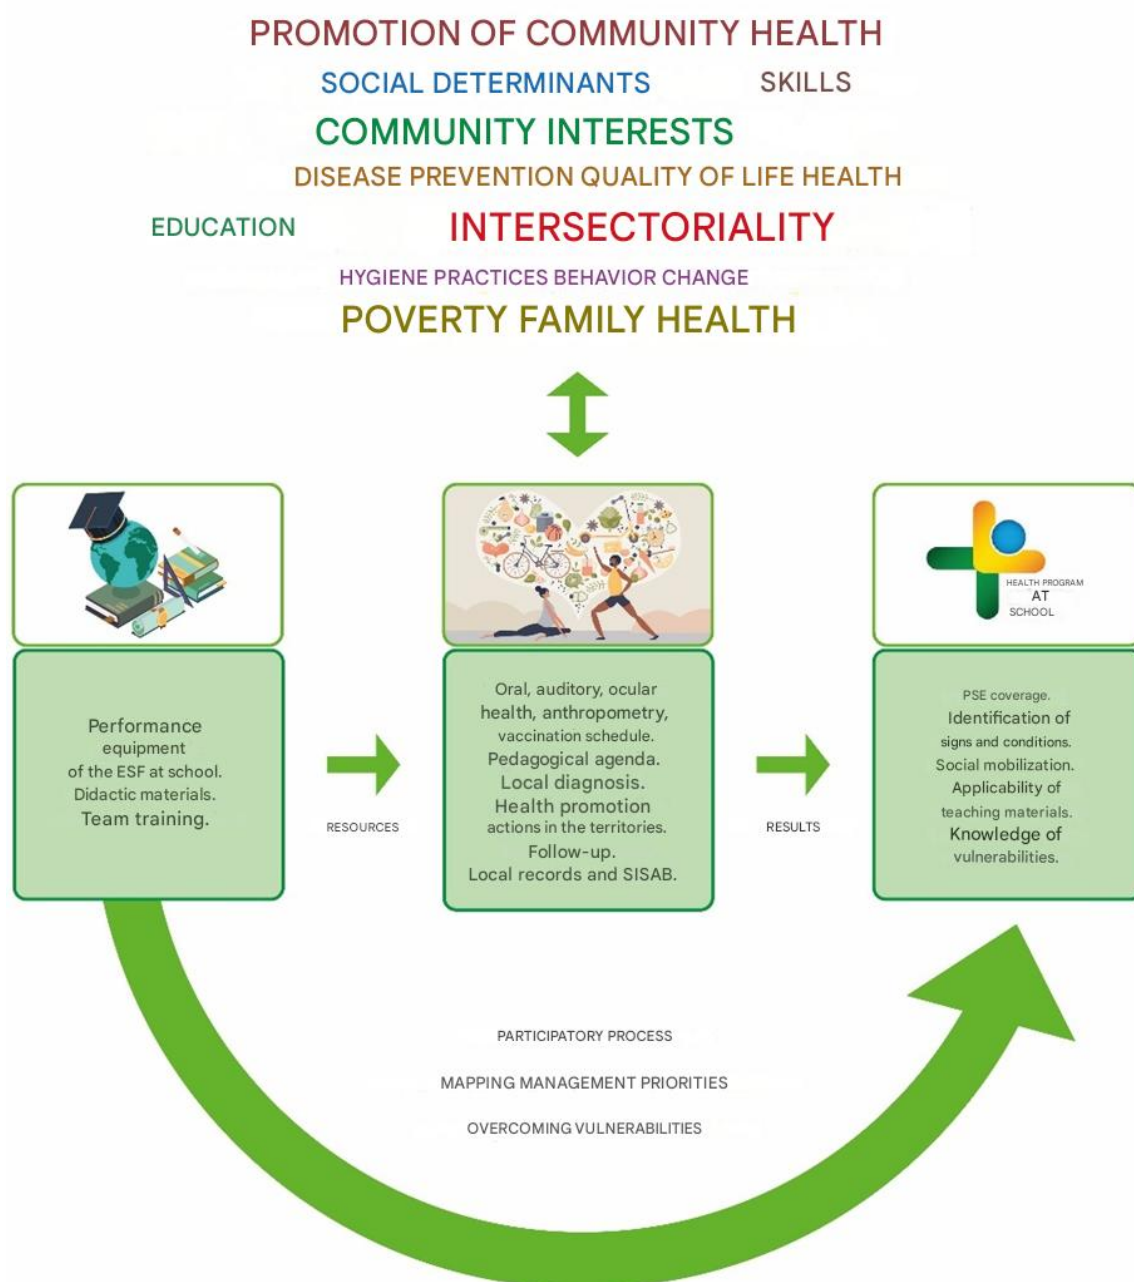 PROMOTION OF COMMUNITY HEALTH
SOCIAL DETERMINANTS SKILLS
COMMUNITY INTERESTS
DISEASE PREVENTION QUALITY OF LIFE HEALTH
EDUCATION INTERSECTORIALITY
HYGIENE PRACTICES BEHAVIOR CHANGE
POVERTY FAMILY HEALTH
Performance
equipment
of the ESF at school.
Didactic materials.
Team training.
RESOURCES
Oral, auditory, ocular
health, anthropometry,
vaccination schedule.
Pedagogical agenda.
Local diagnosis.
Health promotion
actions in the territories.
Follow-up.
Local records and SISAB.
RESULTS
HEALTH PROGRAM
AT
SCHOOL
PSE coverage.
Identification of
signs and conditions.
Social mobilization.
Applicability of
teaching materials.
Knowledge of
vulnerabilities.
PARTICIPATORY PROCESS
MAPPING MANAGEMENT PRIORITIES
OVERCOMING VULNERABILITIES